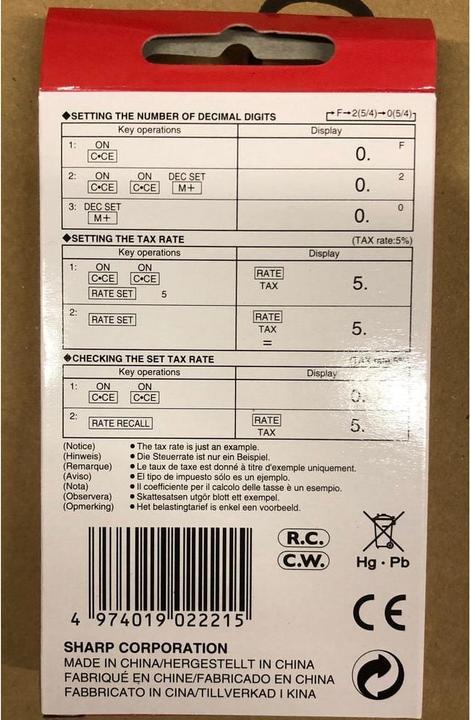 ◆SETTING THE NUMBER OF DECIMAL DIGITS F→2(5/4)→0(5/4)
Key operations Display
1: ON F
C•CE 0.
2: ON ON DEC SET 2
C•CE C•CE M+ 0.
3: DEC SET 0
M+ 0.
◆SETTING THE TAX RATE (TAX rate:5%)
Key operations Display
1: ON ON RATE
C•CE C•CE TAX 5.
RATE SET 5
2: RATE SET RATE
TAX 5.
=
◆CHECKING THE SET TAX RATE (TAX rate:5%)
Key operations Display
1: ON ON
C•CE C•CE 0.
2: RATE RECALL RATE
TAX 5.
(Notice) • The tax rate is just an example.
(Hinweis) • Die Steuerrate ist nur ein Beispiel.
(Remarque) • Le taux de taxe est donné à titre d'exemple uniquement.
(Aviso) • El tipo de impuesto sólo es un ejemplo.
(Nota) • Il coefficiente per il calcolo delle tasse è un esempio.
(Observera) • Skattesatsen utgör blott ett exempel.
(Opmerking) • Het belastingtarief is enkel een voorbeeld.
R.C.
C.W.
Hg · Pb
CE
4 974019 022215
SHARP CORPORATION
MADE IN CHINA/HERGESTELLT IN CHINA
FABRIQUÉ EN CHINE/FABRICADO EN CHINA
FABBRICATO IN CINA/TILLVERKAD I KINA